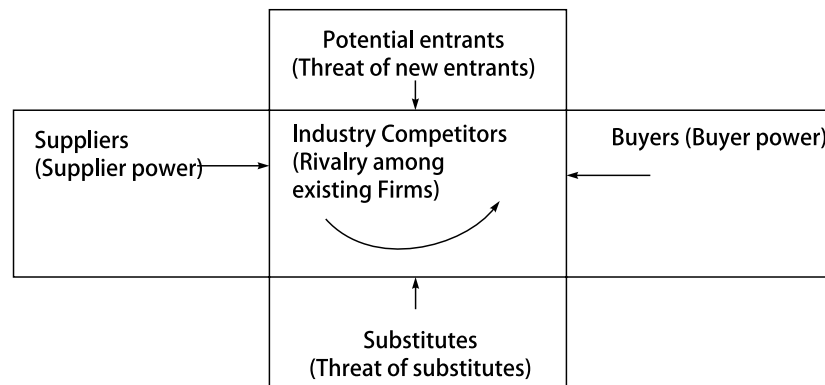 Potential entrants
(Threat of new entrants)
Suppliers
(Supplier power)
Industry Competitors
(Rivalry among
existing Firms)
Buyers (Buyer power)
Substitutes
(Threat of substitutes)